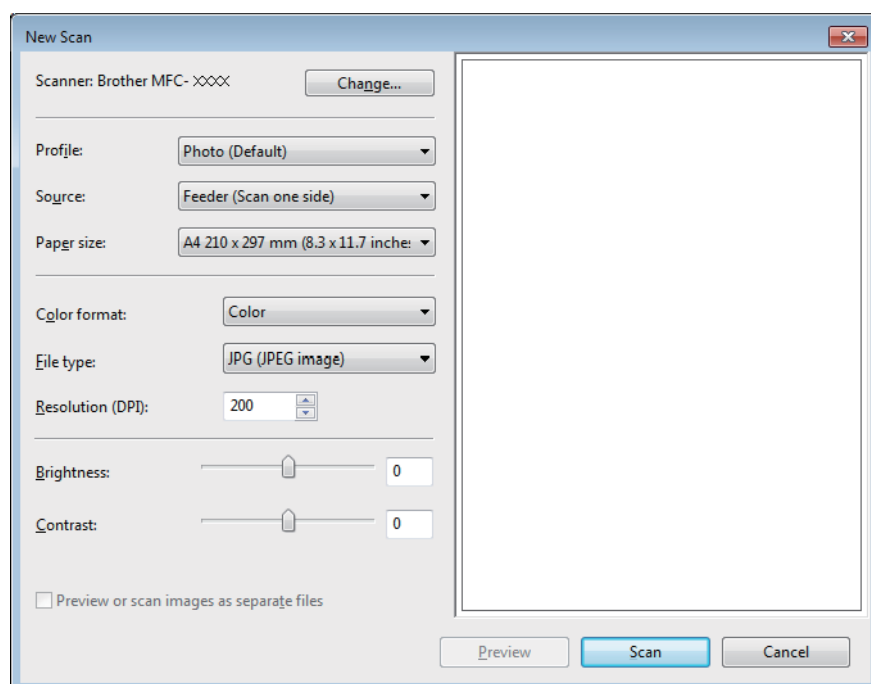 New Scan
Scanner: Brother MFC- XXXX
Change...
Profile:
Photo (Default)
Source:
Feeder (Scan one side)
Paper size:
A4 210 x 297 mm (8.3 x 11.7 inche:
Color format:
Color
File type:
JPG (JPEG image)
Resolution (DPI):
200
Brightness:
0
Contrast:
0
Preview or scan images as separate files
Preview
Scan
Cancel